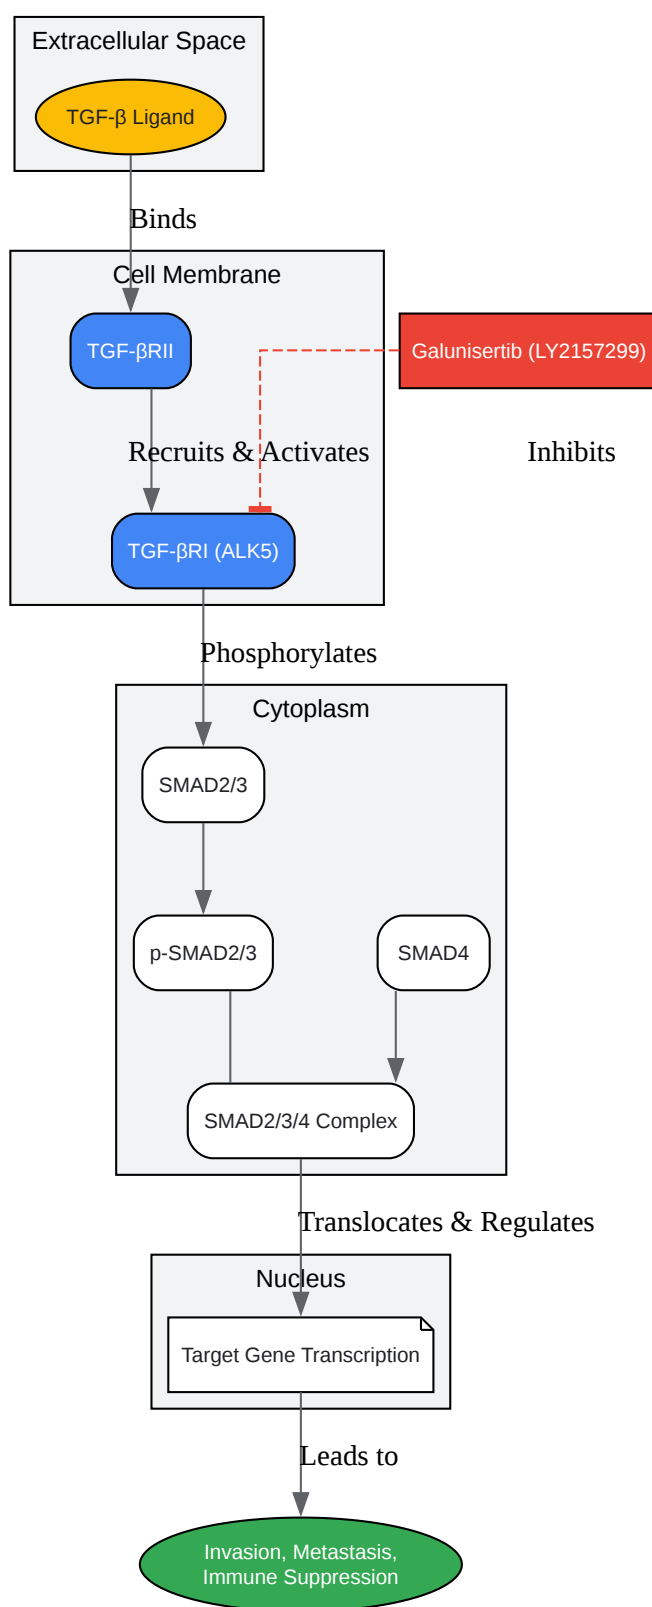 Extracellular Space
TGF-β Ligand
Binds
Cell Membrane
TGF-βRII
Galunisertib (LY2157299)
Recruits & Activates
Inhibits
TGF-βRI (ALK5)
Phosphorylates
Cytoplasm
SMAD2/3
p-SMAD2/3
SMAD4
SMAD2/3/4 Complex
Translocates & Regulates
Nucleus
Target Gene Transcription
Leads to
Invasion, Metastasis,
Immune Suppression